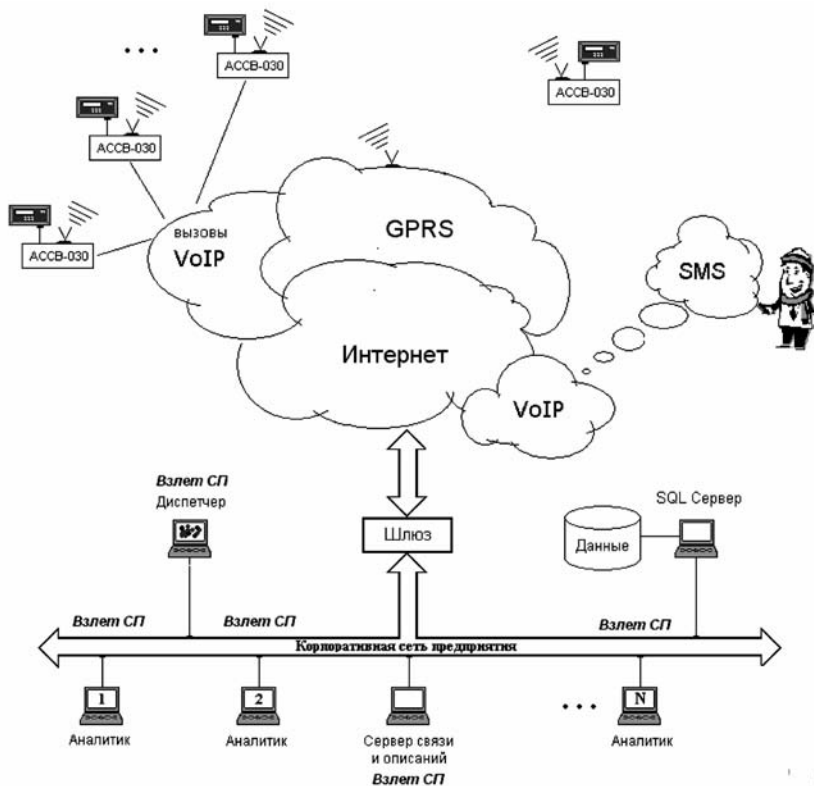 АССВ-030
АССВ-030
АССВ-030
АССВ-030
вызовы
VoIP
GPRS
SMS
Интернет
VoIP
Взлет СП
Диспетчер
SQL Сервер
Шлюз
Данные
Взлет СП
Взлет СП
Взлет СП
Корпоративная сеть предприятия
1
2
N
Аналитик
Аналитик
Сервер связи
и описаний
Взлет СП
Аналитик